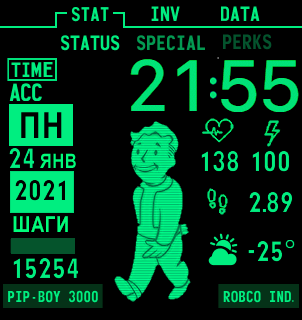 STAT INV DATA
STATUS SPECIAL PERKS
TIME 21:55
ACC
ПН
24 ЯНВ 138 100
2021 2.89
ШАГИ
15254 -25°
PIP-BOY 3000 ROBCO IND.